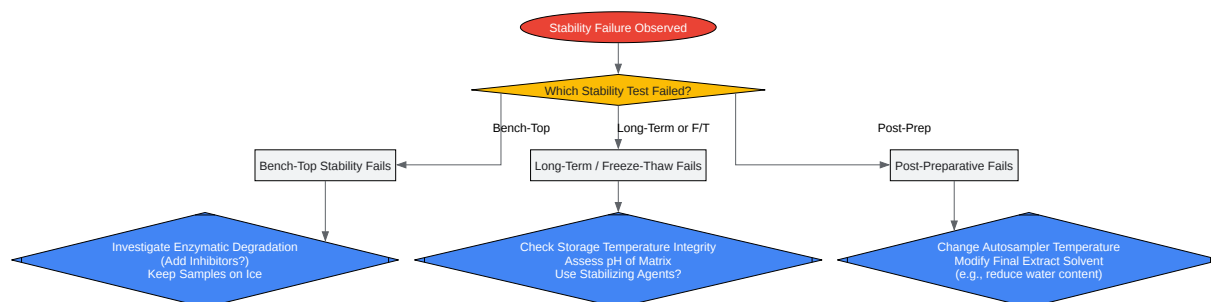 Stability Failure Observed
Which Stability Test Failed?
Bench-Top
Long-Term or F/T
Post-Prep
Bench-Top Stability Fails
Long-Term / Freeze-Thaw Fails
Post-Preparative Fails
Investigate Enzymatic Degradation
(Add Inhibitors?)
Keep Samples on Ice
Check Storage Temperature Integrity
Assess pH of Matrix
Use Stabilizing Agents?
Change Autosampler Temperature
Modify Final Extract Solvent
(e.g., reduce water content)